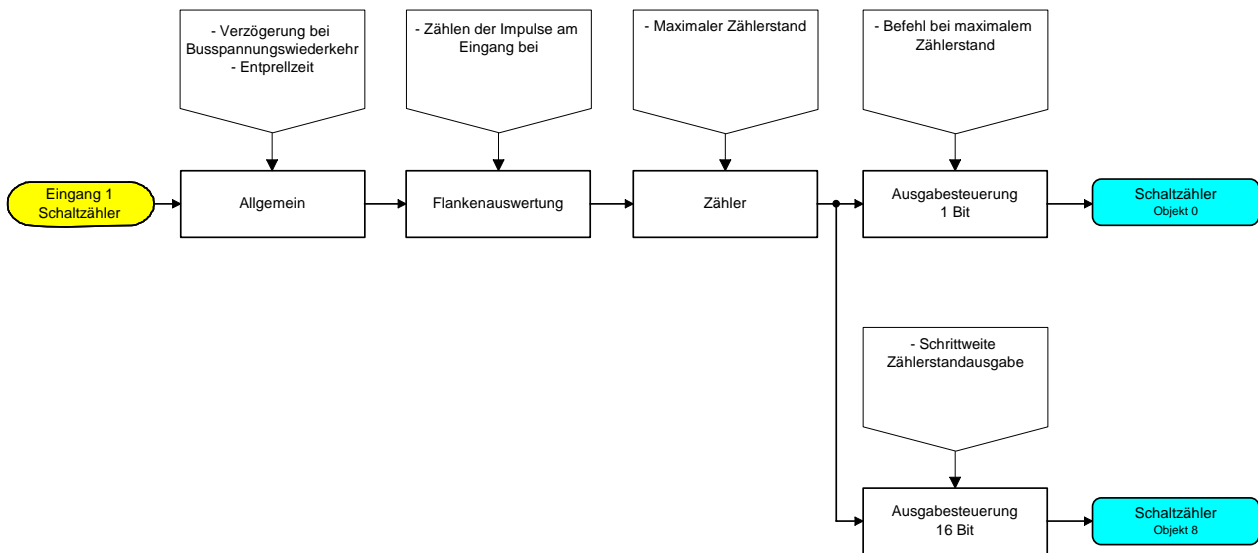 - Verzögerung bei
Busspannungswiederkehr
- Entprellzeit
- Zählen der Impulse am
Eingang bei
- Maximaler Zählerstand
- Befehl bei maximalem
Zählerstand
Eingang 1
Schaltzähler
Allgemein
Flankenauswertung
Zähler
Ausgabesteuerung
1 Bit
Schaltzähler
Objekt 0
- Schrittweite
Zählerstandausgabe
Ausgabesteuerung
16 Bit
Schaltzähler
Objekt 8